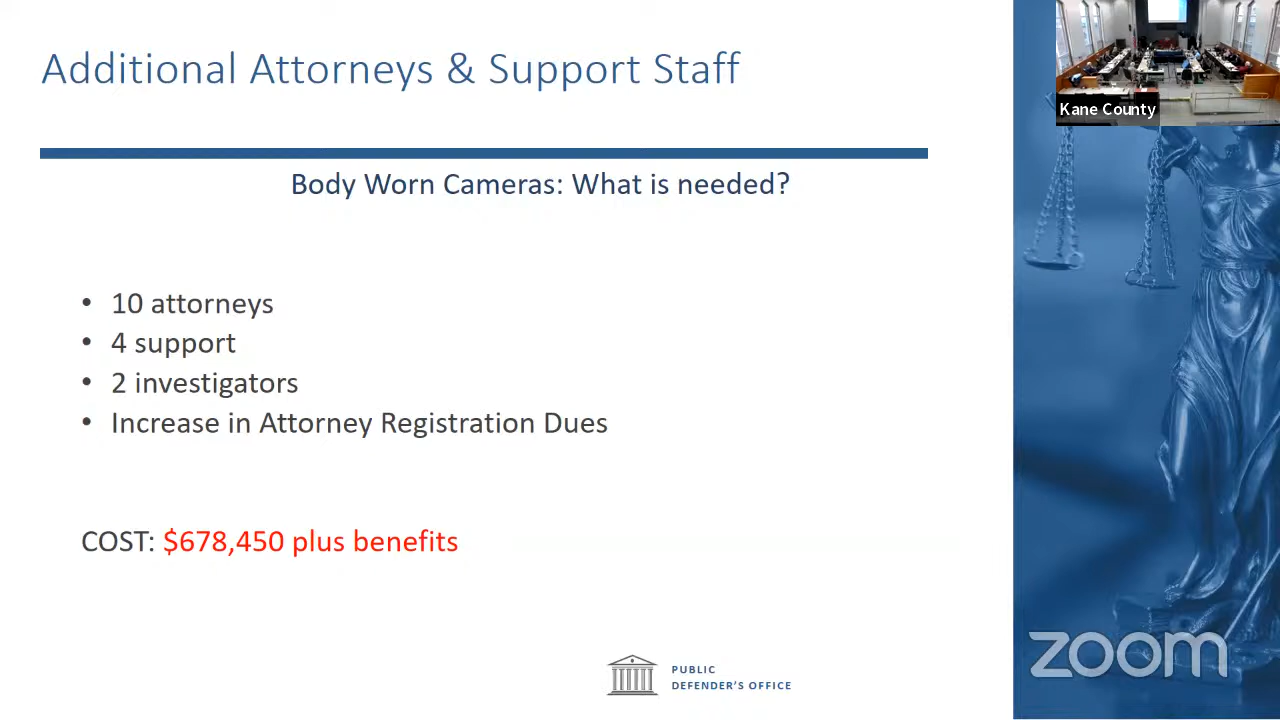 Additional Attorneys & Support Staff
Kane County
Body Worn Cameras: What is needed?
• 10 attorneys
• 4 support
• 2 investigators
• Increase in Attorney Registration Dues
COST: $678,450 plus benefits
PUBLIC
DEFENDER'S OFFICE
zoom